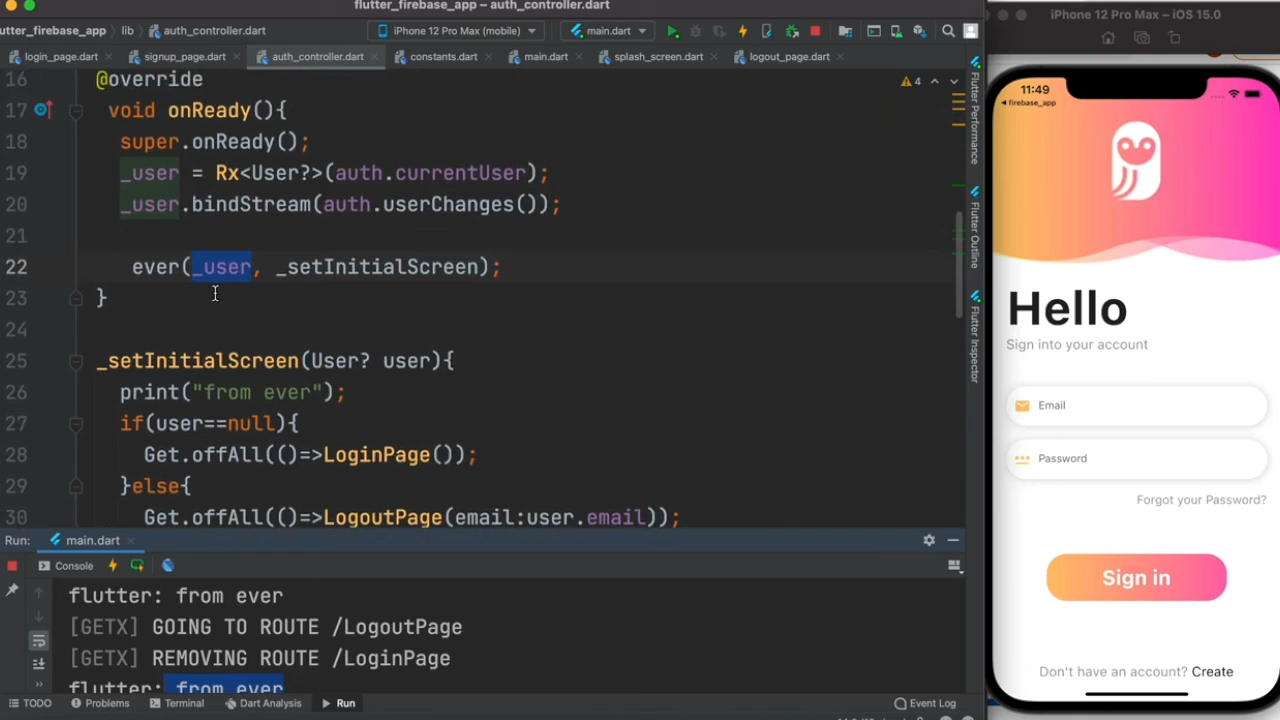 flutter_firebase_app – auth_controller.dart
utter_firebase_app lib auth_controller.dart iPhone 12 Pro Max (mobile) main.dart
login_page.dart signup_page.dart auth_controller.dart constants.dart main.dart splash_screen.dart logout_page.dart
16 @override
4
17 void onReady(){
18 super.onReady();
19 _user = Rx<User?>(auth.currentUser);
20 _user.bindStream(auth.userChanges());
21
22 ever(_user, _setInitialScreen);
23 }
24
25 _setInitialScreen(User? user){
26 print("from ever");
27 if(user==null){
28 Get.offAll(()=>LoginPage());
29 }else{
30 Get.offAll(()=>LogoutPage(email:user.email));
Flutter Performance
Flutter Outline
Flutter Inspector
Run: main.dart
Console
flutter: from ever
[GETX] GOING TO ROUTE /LogoutPage
[GETX] REMOVING ROUTE /LoginPage
flutter: from ever
TODO Problems Terminal Dart Analysis Run Event Log
iPhone 12 Pro Max – iOS 15.0
11:49
firebase_app
Hello
Sign into your account
Email
Password
Forgot your Password?
Sign in
Don't have an account? Create